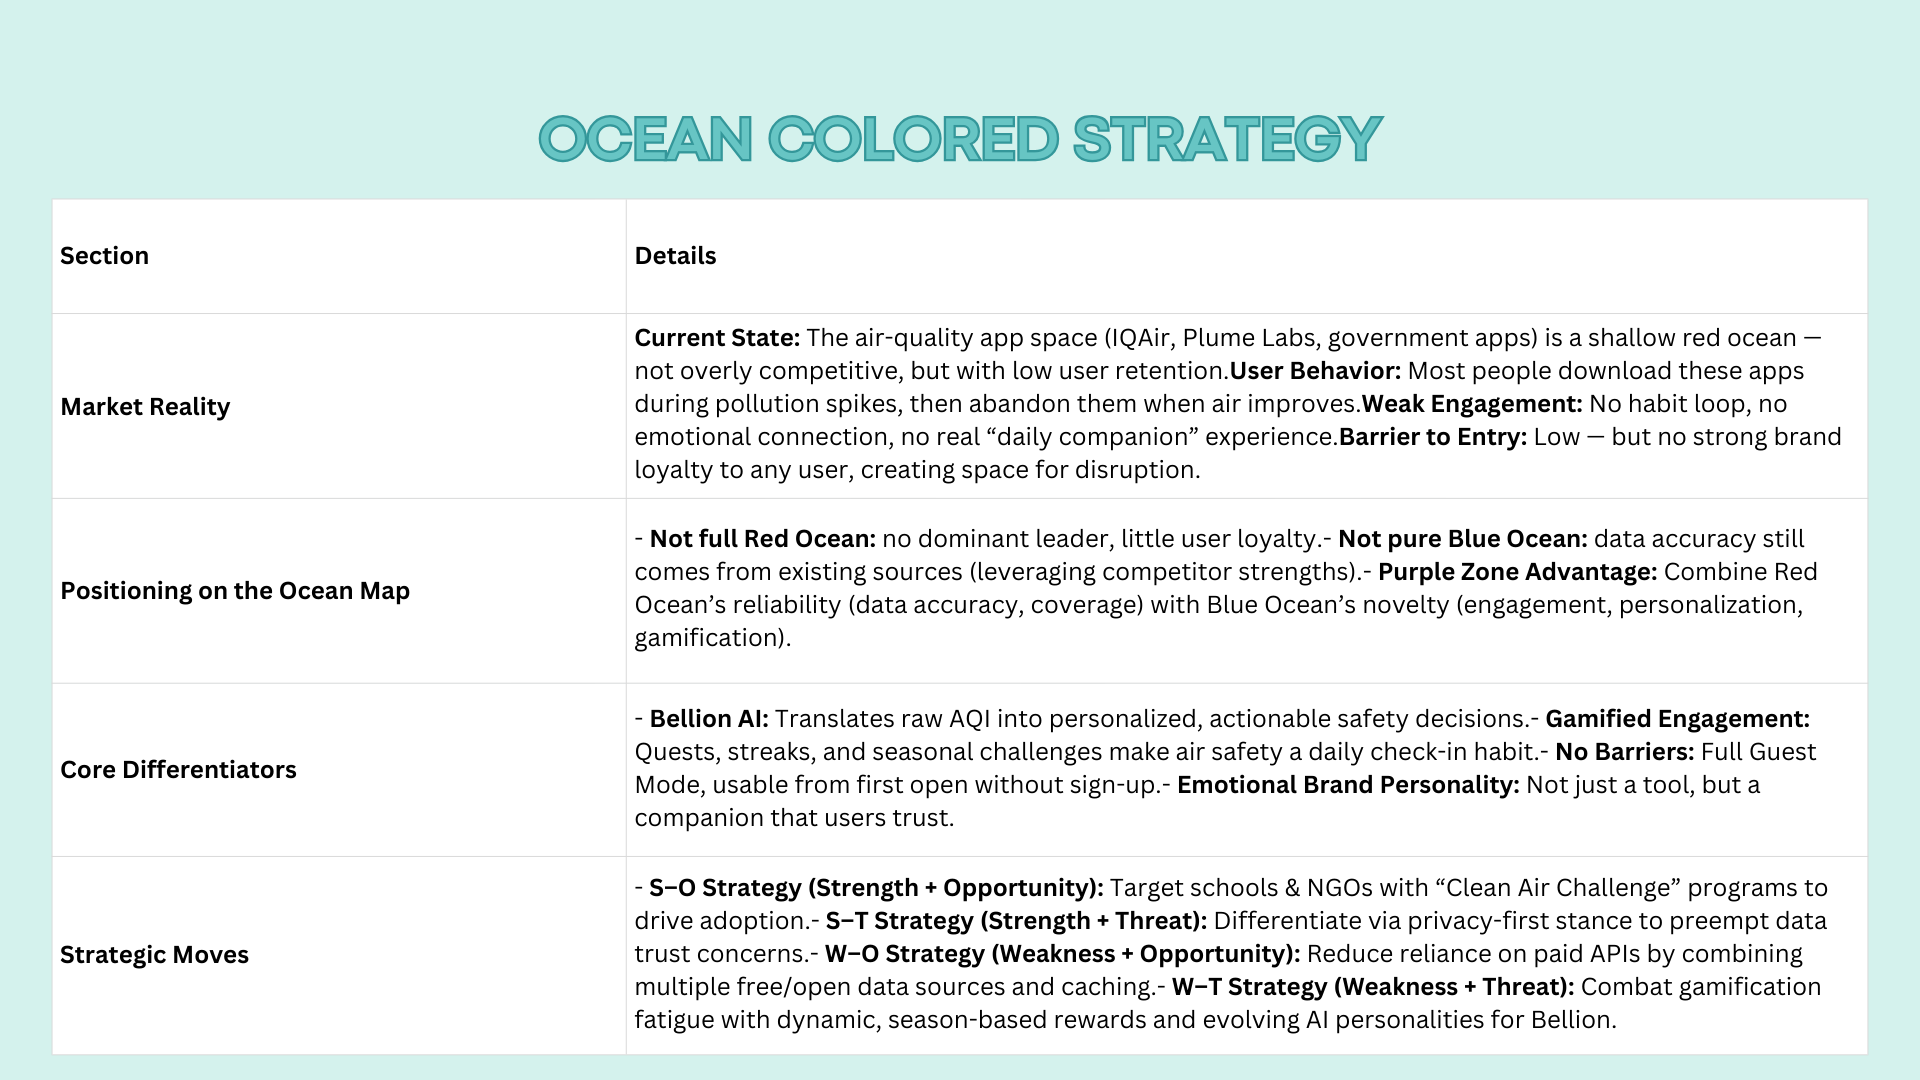 OCEAN COLORED STRATEGY
Section
Details
Market Reality
Current State: The air-quality app space (IQAir, Plume Labs, government apps) is a shallow red ocean —
not overly competitive, but with low user retention.User Behavior: Most people download these apps
during pollution spikes, then abandon them when air improves.Weak Engagement: No habit loop, no
emotional connection, no real “daily companion” experience.Barrier to Entry: Low — but no strong brand
loyalty to any user, creating space for disruption.
Positioning on the Ocean Map
- Not full Red Ocean: no dominant leader, little user loyalty.- Not pure Blue Ocean: data accuracy still
comes from existing sources (leveraging competitor strengths).- Purple Zone Advantage: Combine Red
Ocean’s reliability (data accuracy, coverage) with Blue Ocean’s novelty (engagement, personalization,
gamification).
Core Differentiators
- Bellion AI: Translates raw AQI into personalized, actionable safety decisions.- Gamified Engagement:
Quests, streaks, and seasonal challenges make air safety a daily check-in habit.- No Barriers: Full Guest
Mode, usable from first open without sign-up.- Emotional Brand Personality: Not just a tool, but a
companion that users trust.
Strategic Moves
- S–O Strategy (Strength + Opportunity): Target schools & NGOs with “Clean Air Challenge” programs to
drive adoption.- S–T Strategy (Strength + Threat): Differentiate via privacy-first stance to preempt data
trust concerns.- W–O Strategy (Weakness + Opportunity): Reduce reliance on paid APIs by combining
multiple free/open data sources and caching.- W–T Strategy (Weakness + Threat): Combat gamification
fatigue with dynamic, season-based rewards and evolving AI personalities for Bellion.